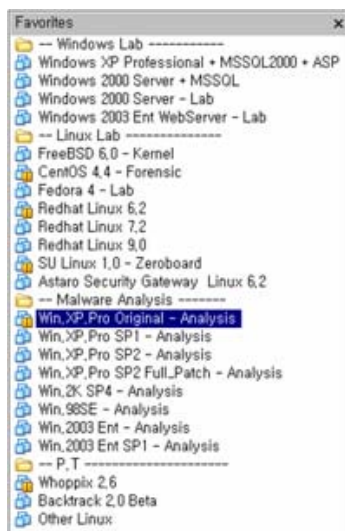 Favorites ×
-- Windows Lab ------------
Windows XP Professional + MSSQL2000 + ASP
Windows 2000 Server + MSSQL
Windows 2000 Server - Lab
Windows 2003 Ent WebServer - Lab
-- Linux Lab --------------
FreeBSD 6,0 - Kernel
CentOS 4,4 - Forensic
Fedora 4 - Lab
Redhat Linux 6,2
Redhat Linux 7,2
Redhat Linux 9,0
SU Linux 1,0 - Zeroboard
Astaro Security Gateway Linux 6,2
-- Malware Analysis -------
Win,XP,Pro Original - Analysis
Win,XP,Pro SP1 - Analysis
Win,XP,Pro SP2 - Analysis
Win,XP,Pro SP2 Full_Patch - Analysis
Win,2K SP4 - Analysis
Win,98SE - Analysis
Win,2003 Ent - Analysis
Win,2003 Ent SP1 - Analysis
-- P,T --------------------
Whoppix 2,6
Backtrack 2,0 Beta
Other Linux